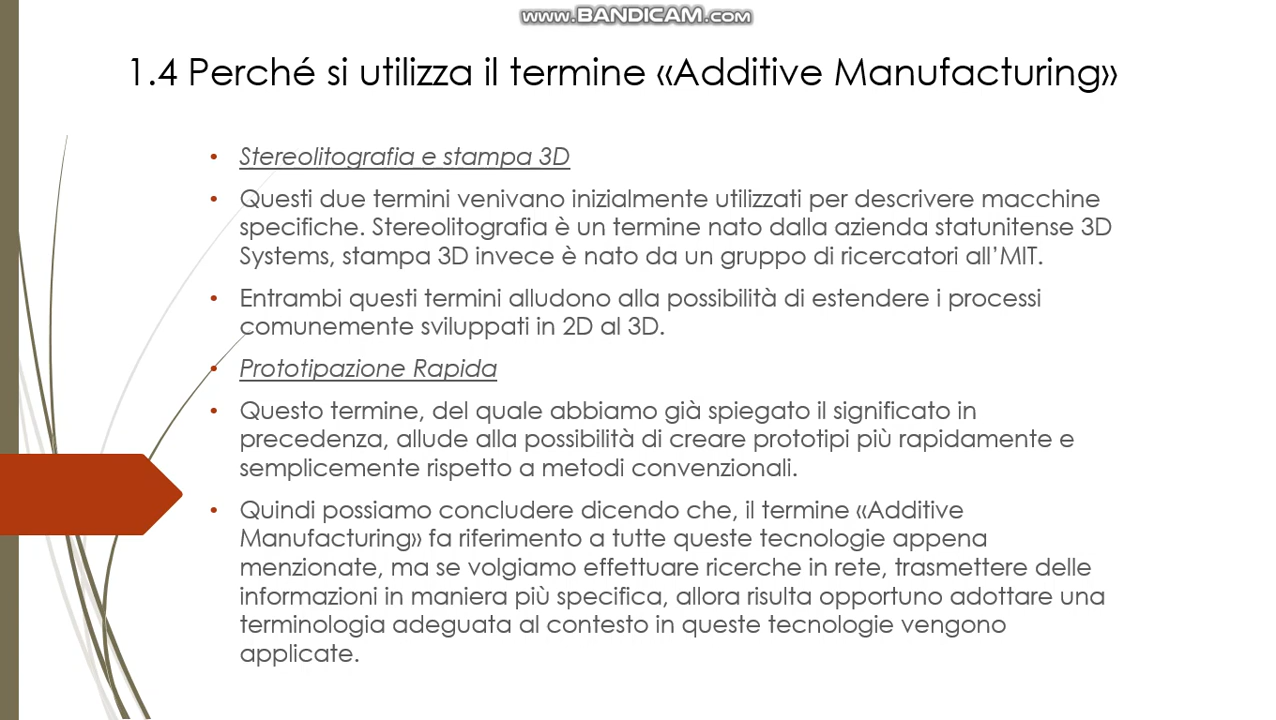 www.BANDICAM.com
1.4 Perché si utilizza il termine «Additive Manufacturing»
• Stereolitografia e stampa 3D
• Questi due termini venivano inizialmente utilizzati per descrivere macchine
specifiche. Stereolitografia è un termine nato dalla azienda statunitense 3D
Systems, stampa 3D invece è nato da un gruppo di ricercatori all’MIT.
• Entrambi questi termini alludono alla possibilità di estendere i processi
comunemente sviluppati in 2D al 3D.
• Prototipazione Rapida
• Questo termine, del quale abbiamo già spiegato il significato in
precedenza, allude alla possibilità di creare prototipi più rapidamente e
semplicemente rispetto a metodi convenzionali.
• Quindi possiamo concludere dicendo che, il termine «Additive
Manufacturing» fa riferimento a tutte queste tecnologie appena
menzionate, ma se volgiamo effettuare ricerche in rete, trasmettere delle
informazioni in maniera più specifica, allora risulta opportuno adottare una
terminologia adeguata al contesto in queste tecnologie vengono
applicate.